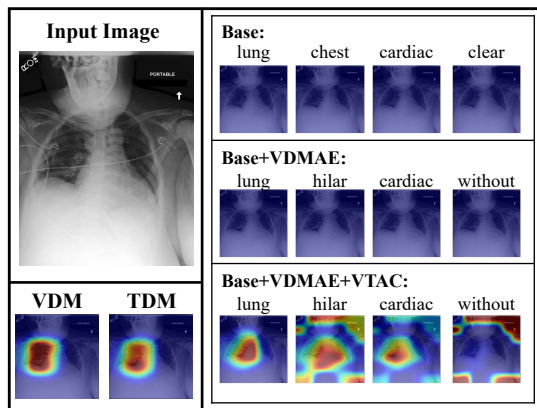 Input Image
PORTABLE
VDM TDM
Base:
lung chest cardiac clear
Base+VDMAE:
lung hilar cardiac without
Base+VDMAE+VTAC:
lung hilar cardiac without